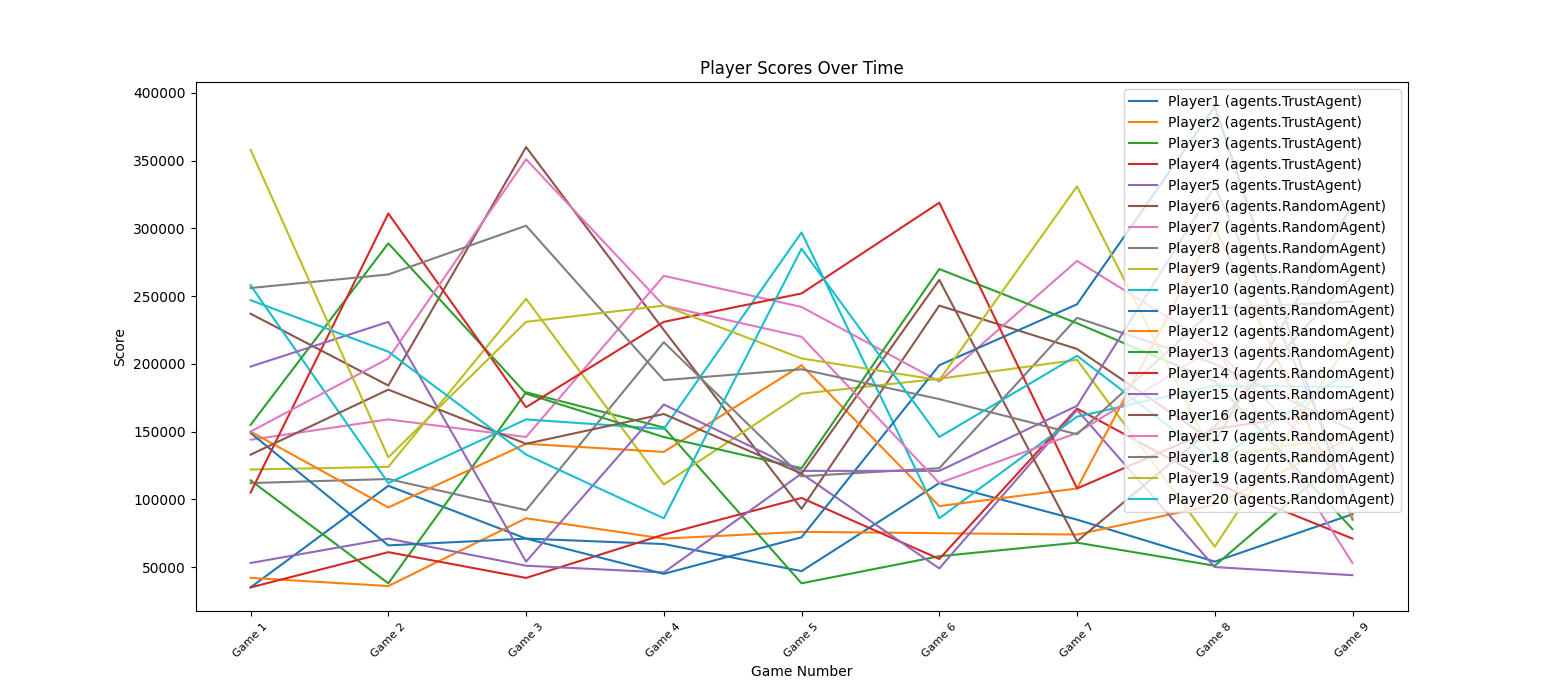 Player Scores Over Time
400000
350000
300000
250000
200000
150000
100000
50000
Score
Player1 (agents.TrustAgent)
Player2 (agents.TrustAgent)
Player3 (agents.TrustAgent)
Player4 (agents.TrustAgent)
Player5 (agents.TrustAgent)
Player6 (agents.RandomAgent)
Player7 (agents.RandomAgent)
Player8 (agents.RandomAgent)
Player9 (agents.RandomAgent)
Player10 (agents.RandomAgent)
Player11 (agents.RandomAgent)
Player12 (agents.RandomAgent)
Player13 (agents.RandomAgent)
Player14 (agents.RandomAgent)
Player15 (agents.RandomAgent)
Player16 (agents.RandomAgent)
Player17 (agents.RandomAgent)
Player18 (agents.RandomAgent)
Player19 (agents.RandomAgent)
Player20 (agents.RandomAgent)
Game 1
Game 2
Game 3
Game 4
Game 5
Game 6
Game 7
Game 8
Game 9
Game Number